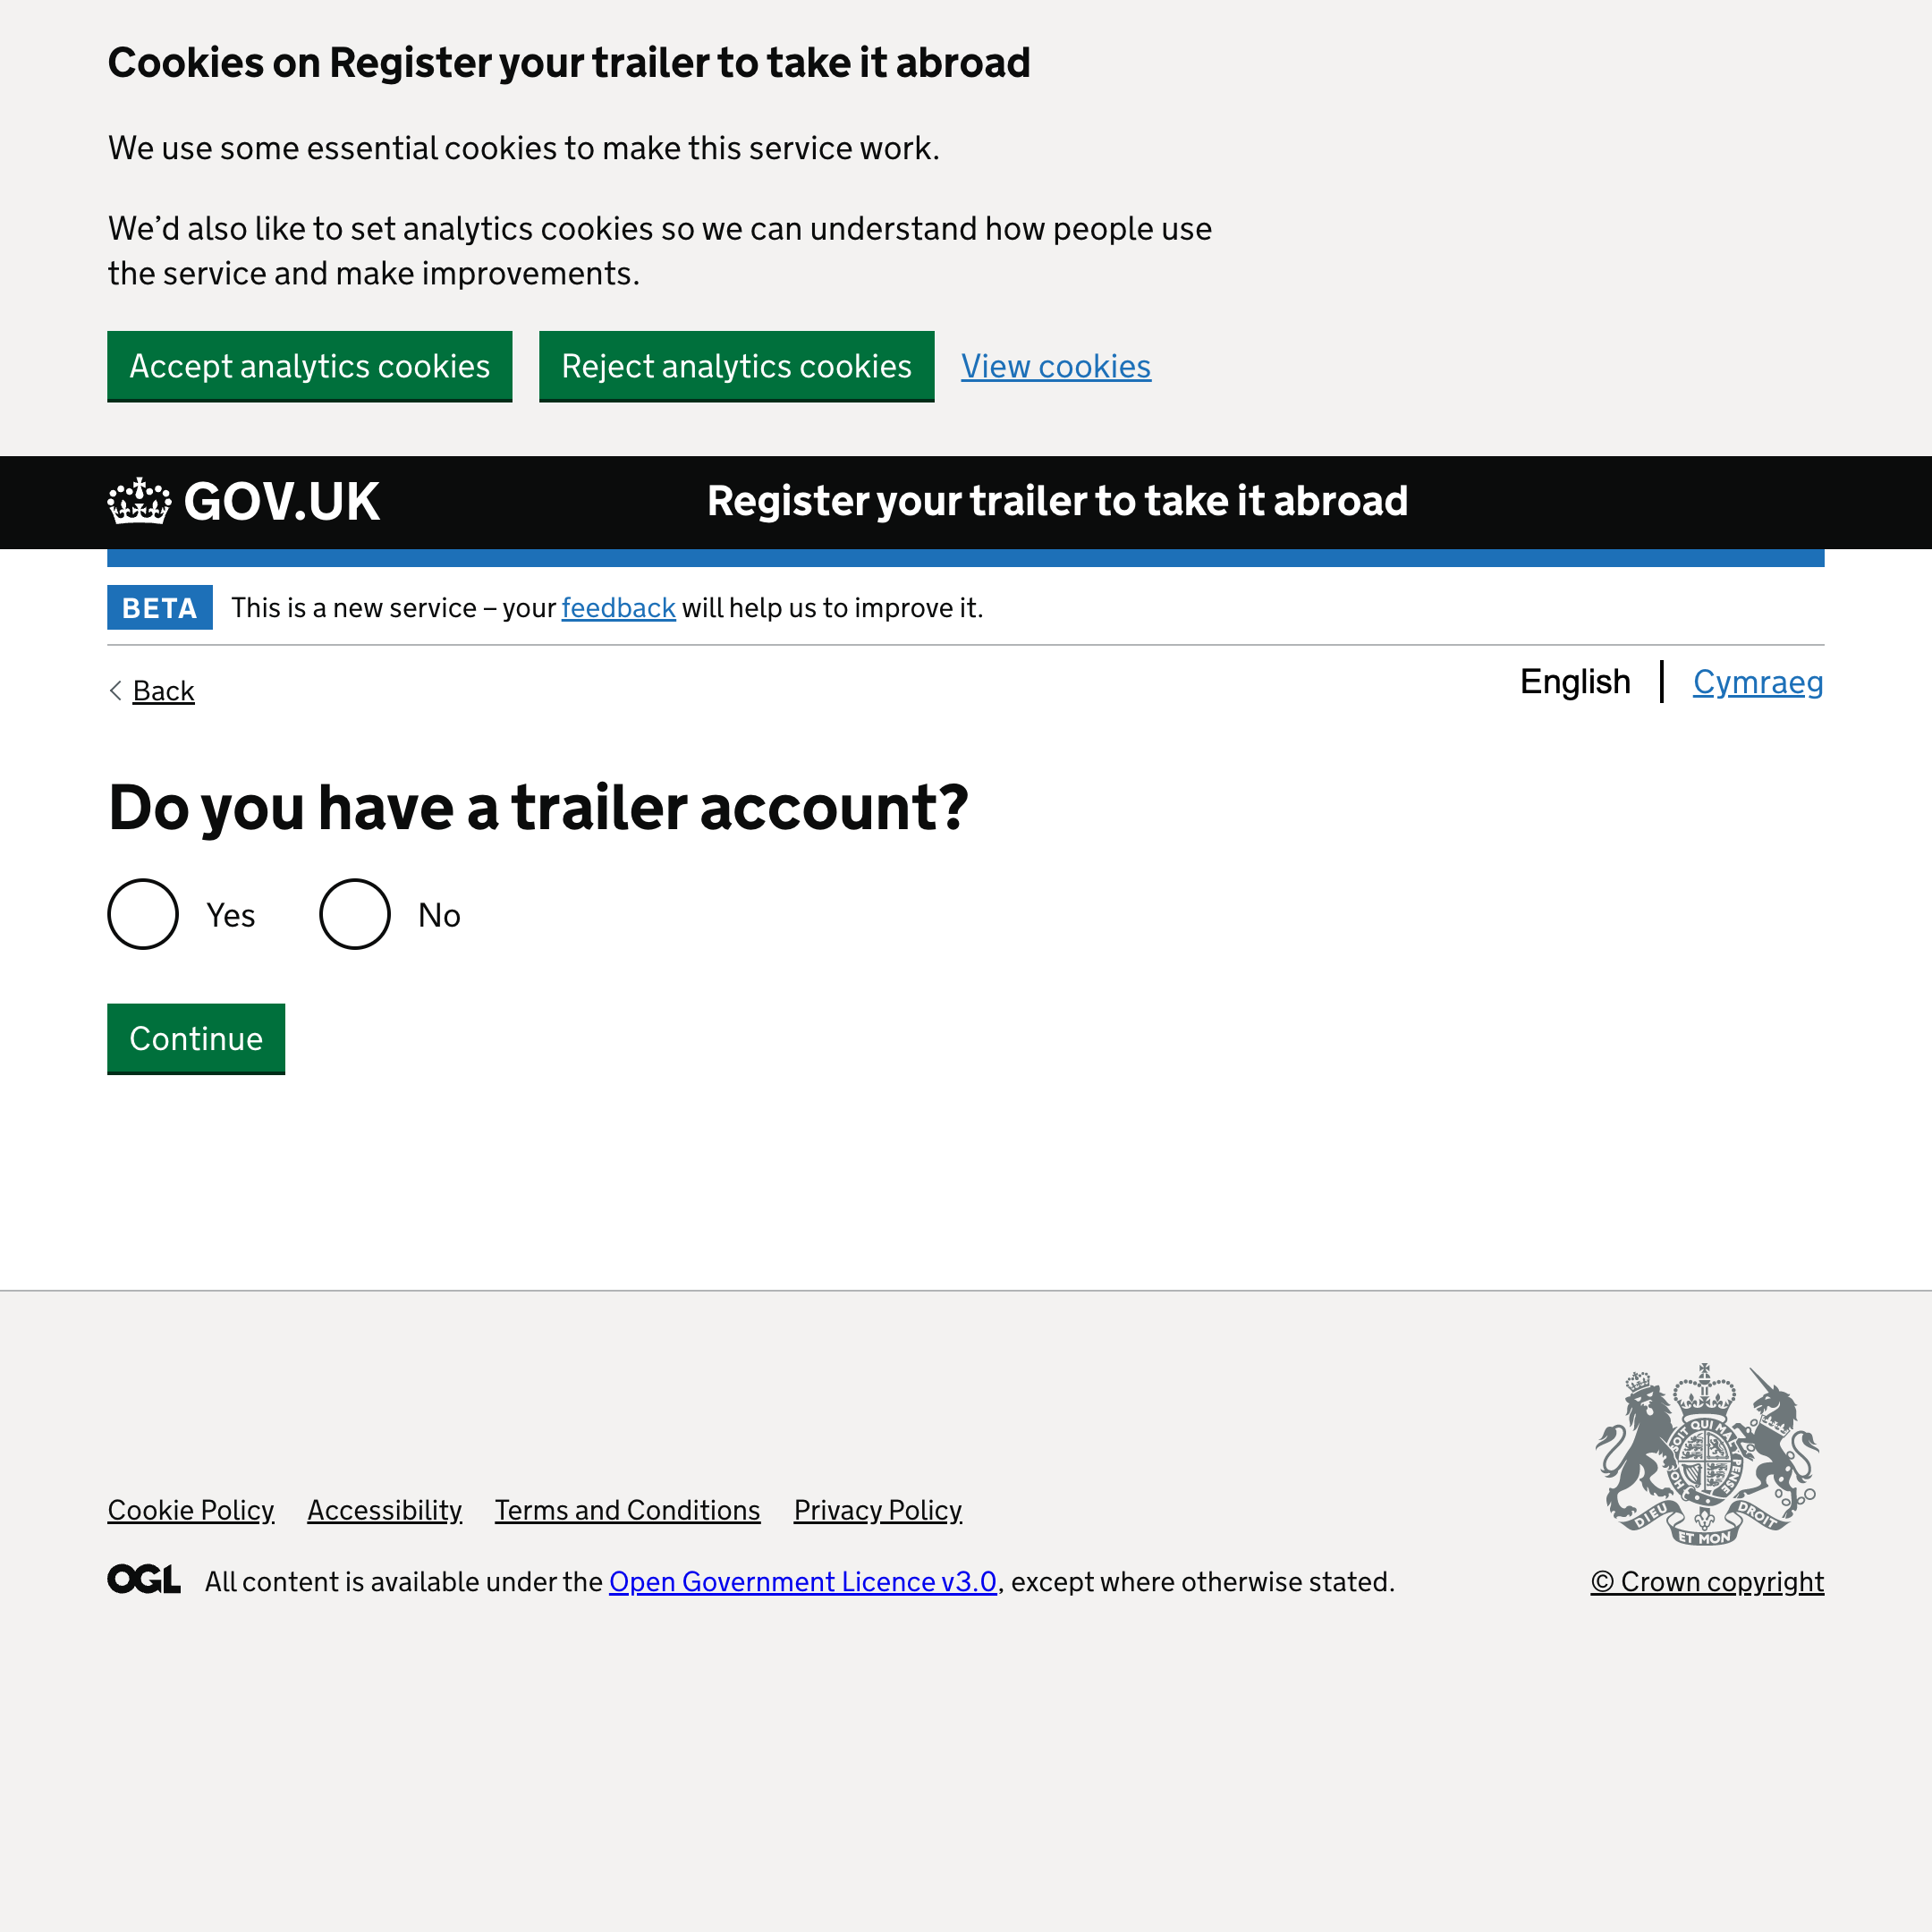 Cookies on Register your trailer to take it abroad
We use some essential cookies to make this service work.
We’d also like to set analytics cookies so we can understand how people use
the service and make improvements.
Accept analytics cookies Reject analytics cookies View cookies
GOV.UK Register your trailer to take it abroad
BETA This is a new service – your feedback will help us to improve it.
Back English Cymraeg
Do you have a trailer account?
Yes No
Continue
SOIT QUI MAL Y PENSE HON
DIEU ET MON DROIT
Cookie Policy Accessibility Terms and Conditions Privacy Policy
OGL All content is available under the Open Government Licence v3.0, except where otherwise stated. © Crown copyright